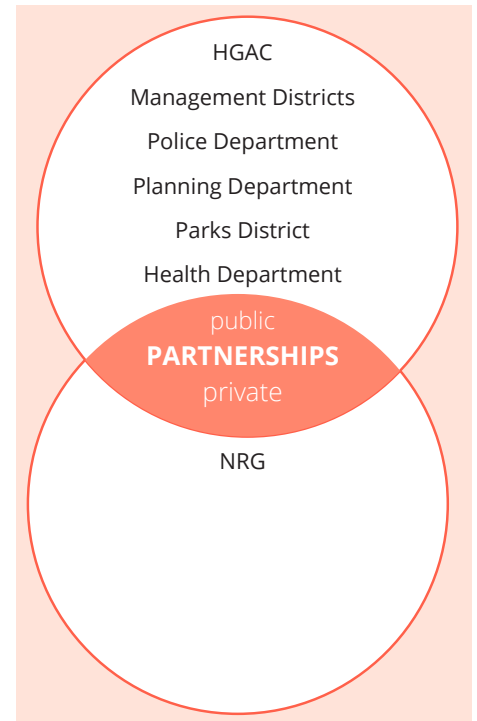 HGAC
Management Districts
Police Department
Planning Department
Parks District
Health Department
public
PARTNERSHIPS
private
NRG